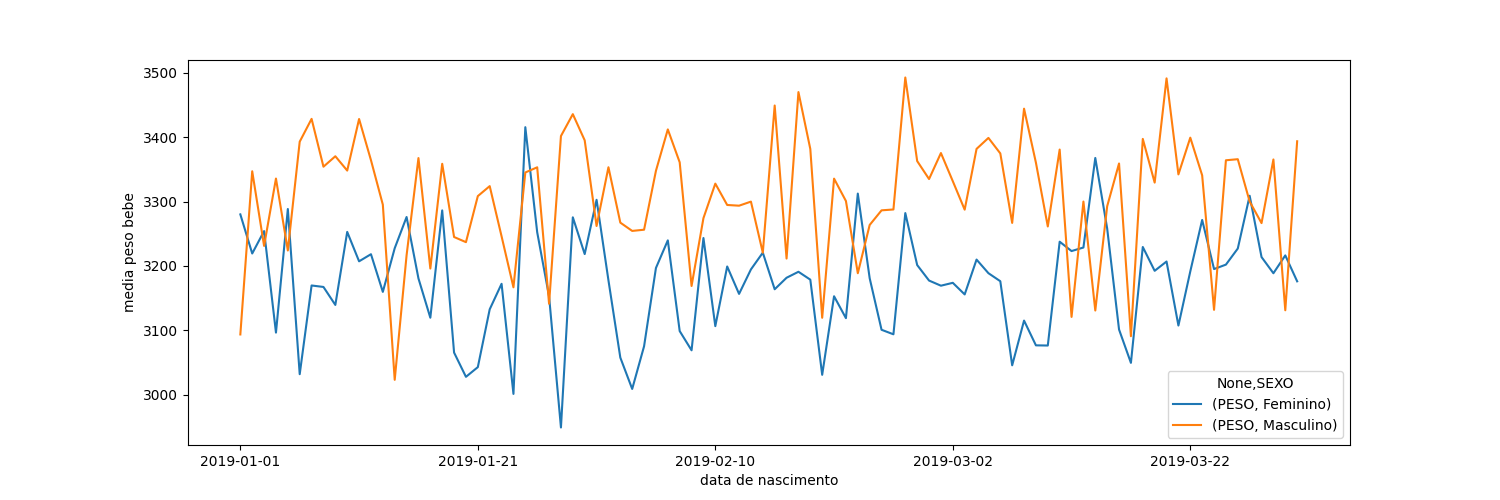 3500
3400
3300
3200
3100
3000
media peso bebe
None,SEXO
(PESO, Feminino)
(PESO, Masculino)
2019-01-01
2019-01-21
2019-02-10
2019-03-02
2019-03-22
data de nascimento